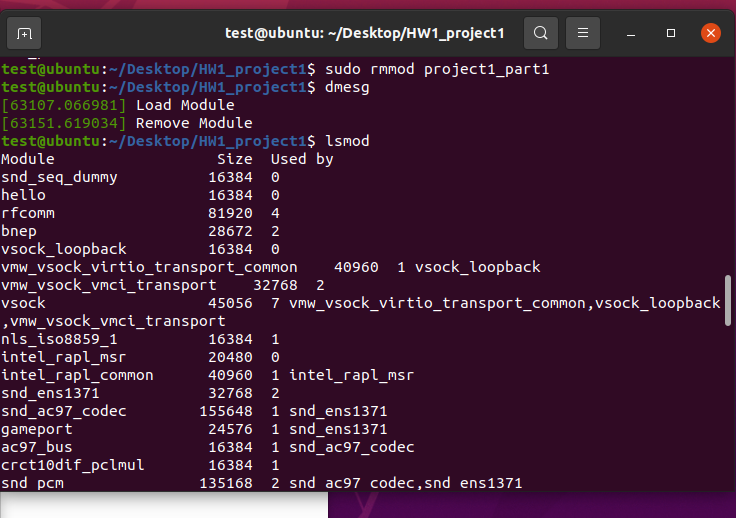 test@ubuntu: ~/Desktop/HW1_project1
test@ubuntu:~/Desktop/HW1_project1$ sudo rmmod project1_part1
test@ubuntu:~/Desktop/HW1_project1$ dmesg
[63107.066981] Load Module
[63151.619034] Remove Module
test@ubuntu:~/Desktop/HW1_project1$ lsmod
Module                  Size  Used by
snd_seq_dummy          16384  0
hello                  16384  0
rfcomm                 81920  4
bnep                   28672  2
vsock_loopback         16384  0
vmw_vsock_virtio_transport_common    40960  1 vsock_loopback
vmw_vsock_vmci_transport    32768  2
vsock                  45056  7 vmw_vsock_virtio_transport_common,vsock_loopback
,vmw_vsock_vmci_transport
nls_iso8859_1          16384  1
intel_rapl_msr         20480  0
intel_rapl_common      40960  1 intel_rapl_msr
snd_ens1371            32768  2
snd_ac97_codec        155648  1 snd_ens1371
gameport               24576  1 snd_ens1371
ac97_bus               16384  1 snd_ac97_codec
crct10dif_pclmul       16384  1
snd_pcm               135168  2 snd_ac97_codec,snd_ens1371